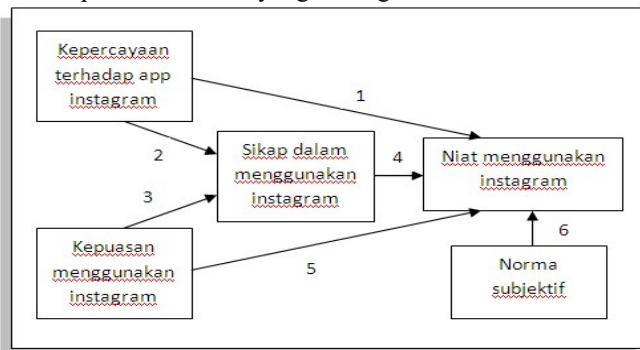 Kepercayaan
terhadap app
instagram
1
2
Sikap dalam
menggunakan
instagram
4
Niat menggunakan
instagram
3
Kepuasan
menggunakan
instagram
5
6
Norma
subjektif